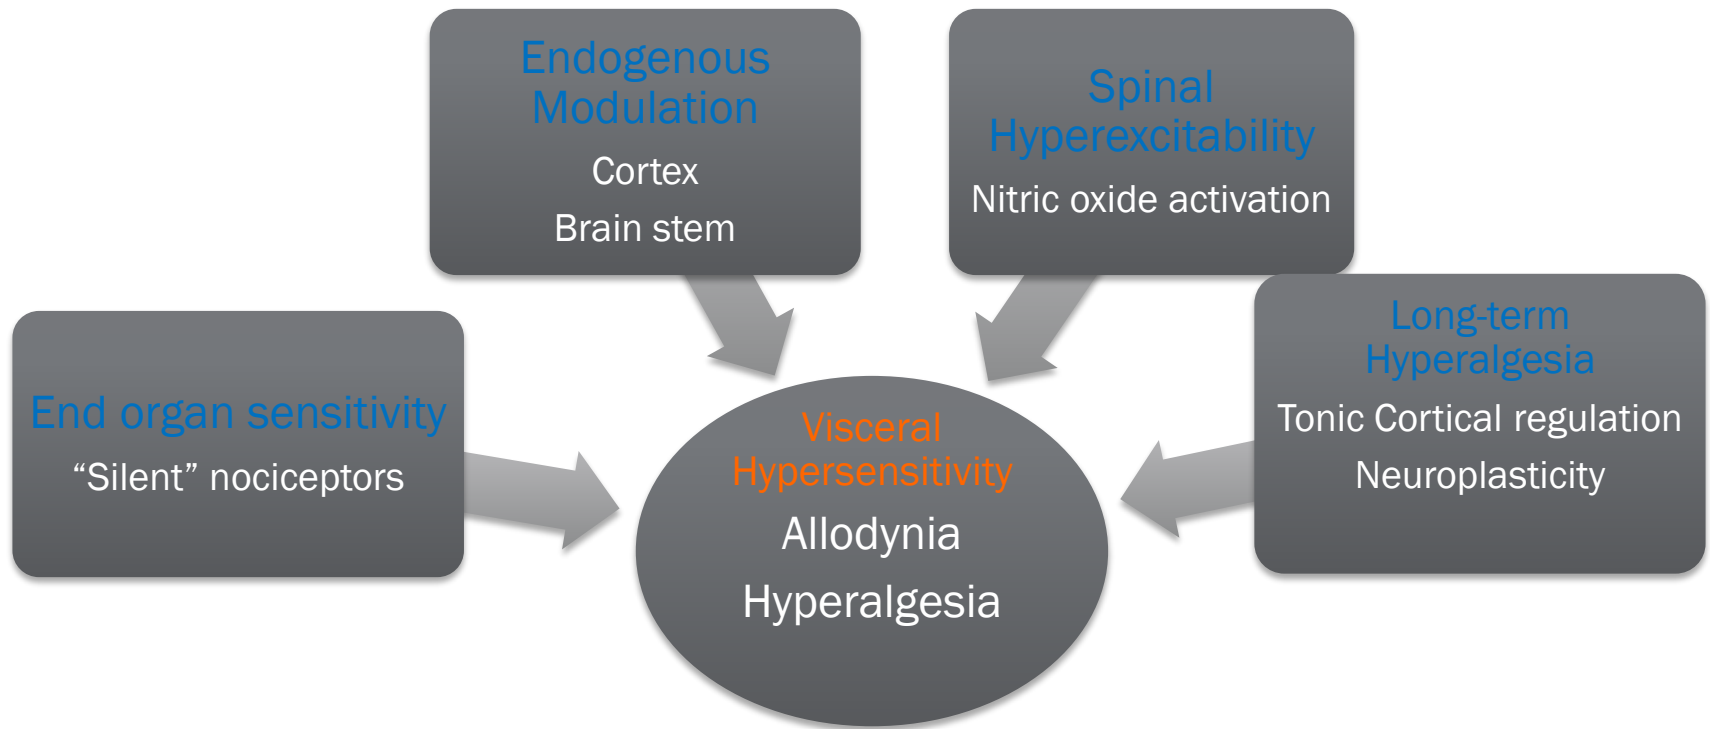 Endogenous
Modulation
Cortex
Brain stem
Spinal
Hyperexcitability
Nitric oxide activation
End organ sensitivity
“Silent” nociceptors
Long-term
Hyperalgesia
Tonic Cortical regulation
Neuroplasticity
Visceral
Hypersensitivity
Allodynia
Hyperalgesia